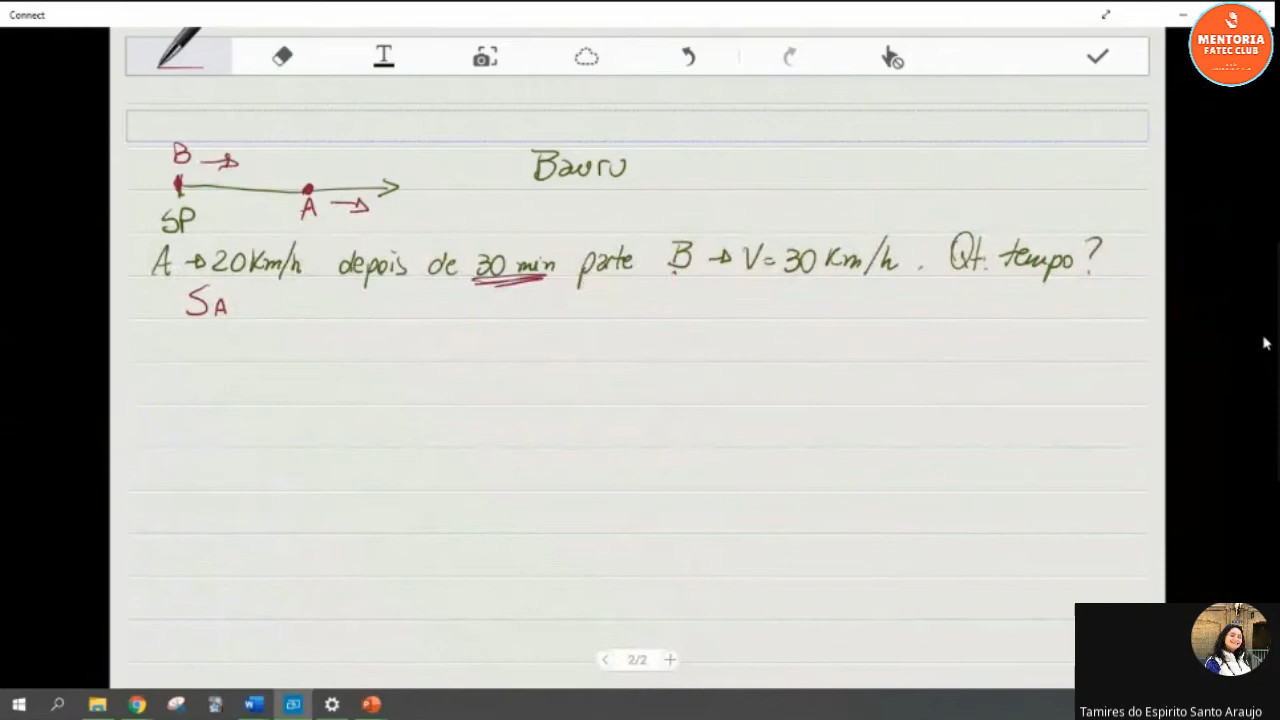 Connect
MENTORIA
FATEC CLUB
T
B
Bauru
SP
A
A → 20 Km/h depois de 30 min parte B → V = 30 Km/h . Qt. tempo ?
SA
2/2
Tamires do Espirito Santo Araujo